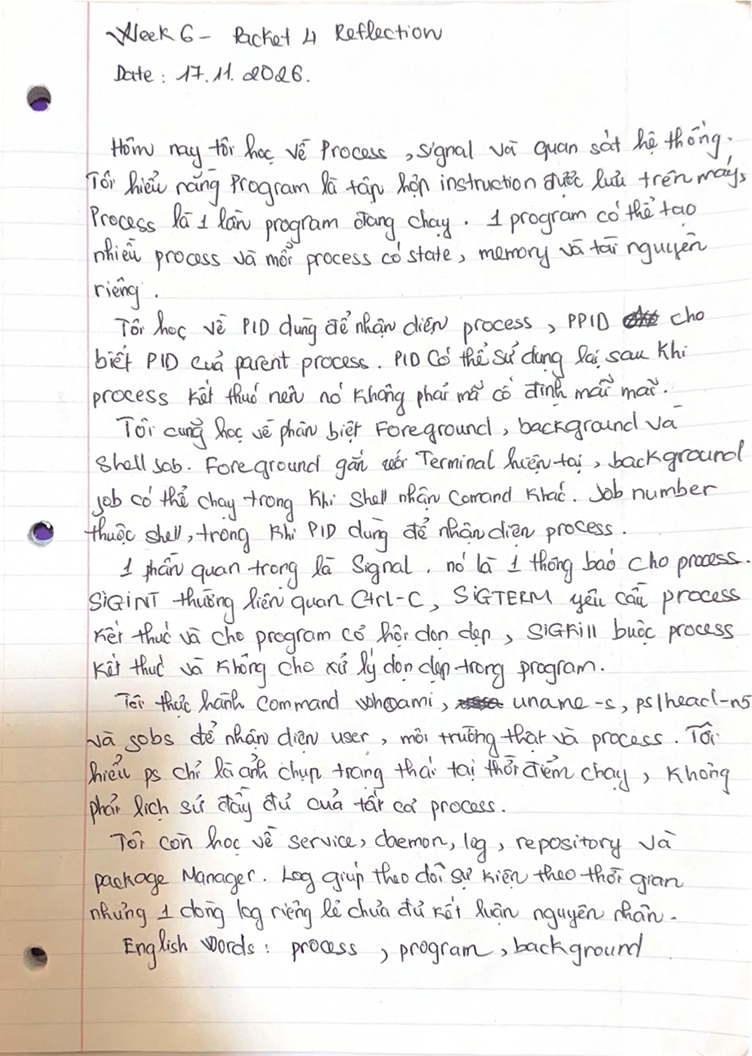 Week 6 - Packet 4 Reflection
Date: 17.11.2026.
Hôm nay tôi học về Process, signal và quan sát hệ thống.
Tôi hiểu rằng Program là tập hợp instruction được lưu trên máy,
Process là 1 lần program đang chạy. 1 program có thể tạo
nhiều process và mỗi process có state, memory và tài nguyên
riêng.
Tôi học về PID dùng để nhận diện process, PPID cho
biết PID của parent process. PID có thể sử dụng lại sau khi
process kết thúc nên nó không phải mã cố định mãi mãi.
Tôi cũng học về phân biệt Foreground, background và
Shell job. Foreground gắn với Terminal hiện tại, background
job có thể chạy trong khi Shell nhận Comand khác. Job number
thuộc shell, trong khi PID dùng để nhận diện process.
1 phần quan trọng là Signal. nó là 1 thông báo cho process.
SIGINT thường liên quan Ctrl-C, SIGTERM yêu cầu process
kết thúc và cho program cơ hội dọn dẹp, SIGKill buộc process
kết thúc và không cho xử lý dọn dẹp trong program.
Tôi thực hành Command whoami, uname -s, ps|head -n5
và jobs để nhận diện user, môi trường thật và process. Tôi
hiểu ps chỉ là ảnh chụp trạng thái tại thời điểm chạy, không
phải lịch sử đầy đủ của tất cả process.
Tôi còn học về service, daemon, log, repository và
package Manager. Log giúp theo dõi sự kiện theo thời gian
nhưng 1 dòng log riêng lẻ chưa đủ kết luận nguyên nhân.
English words: process, program, background